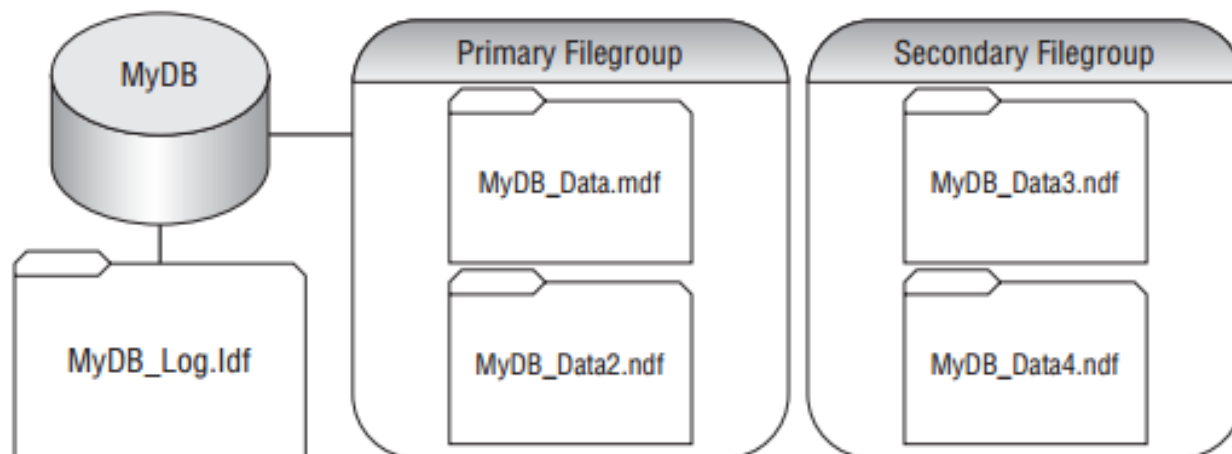 MyDB
Primary Filegroup
Secondary Filegroup
MyDB_Data.mdf
MyDB_Data3.ndf
MyDB_Log.ldf
MyDB_Data2.ndf
MyDB_Data4.ndf